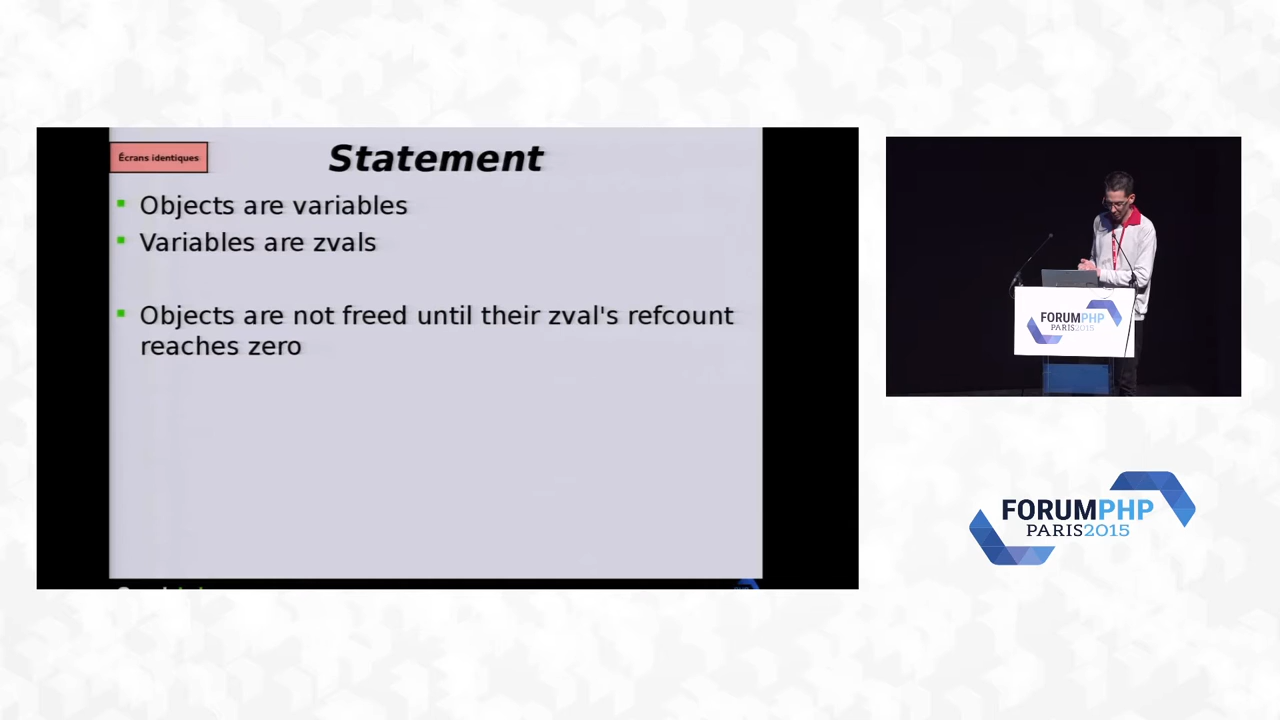 Écrans identiques
Statement
Objects are variables
Variables are zvals
Objects are not freed until their zval's refcount
reaches zero
FORUMPHP
PARIS2015
FORUMPHP
PARIS2015